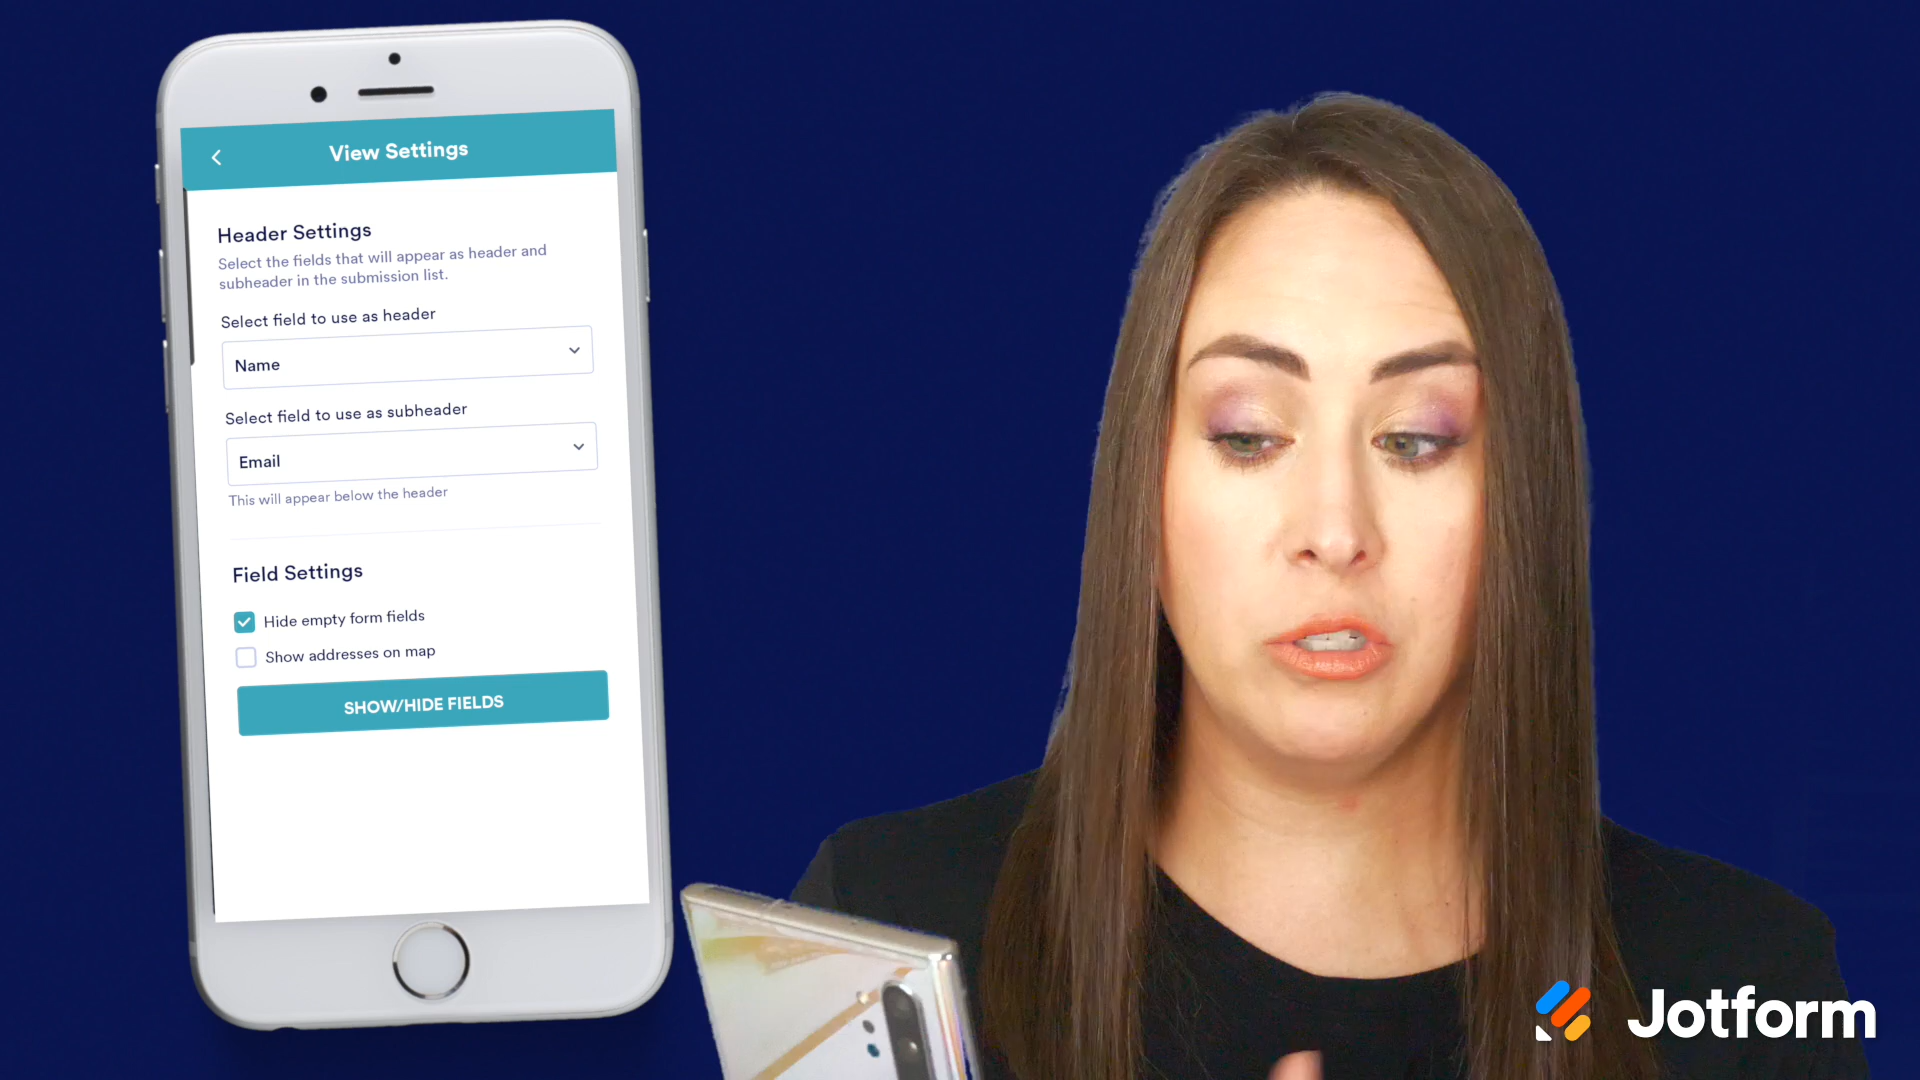 View Settings
Header Settings
Select the fields that will appear as header and
subheader in the submission list.
Select field to use as header
Name
Select field to use as subheader
Email
This will appear below the header
Field Settings
Hide empty form fields
Show addresses on map
SHOW/HIDE FIELDS
Jotform